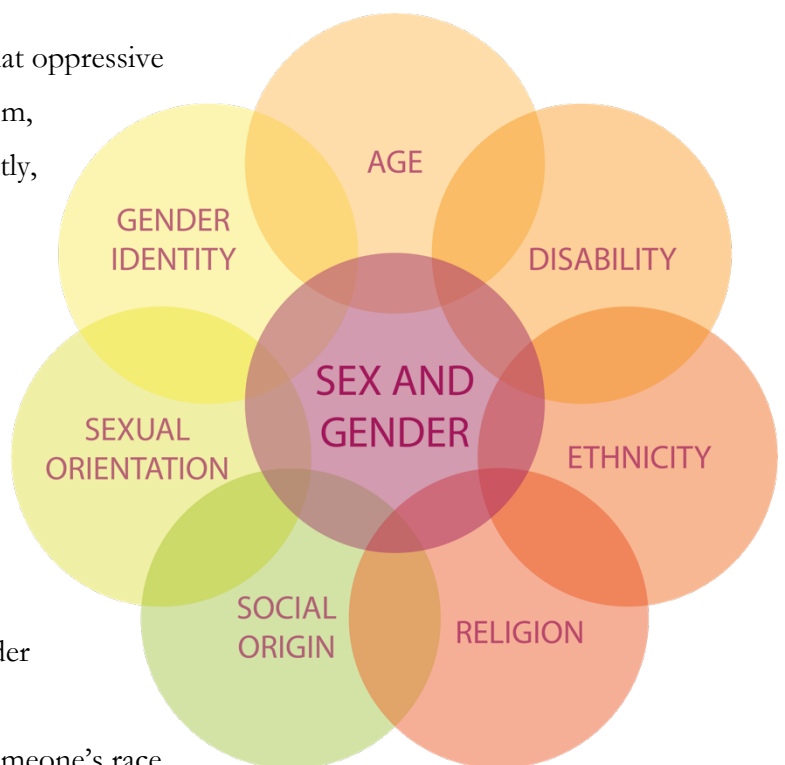 at oppressive
m,
tly,
AGE
GENDER
IDENTITY
DISABILITY
SEX AND
GENDER
SEXUAL
ORIENTATION
ETHNICITY
SOCIAL
ORIGIN
RELIGION
der
meone's race